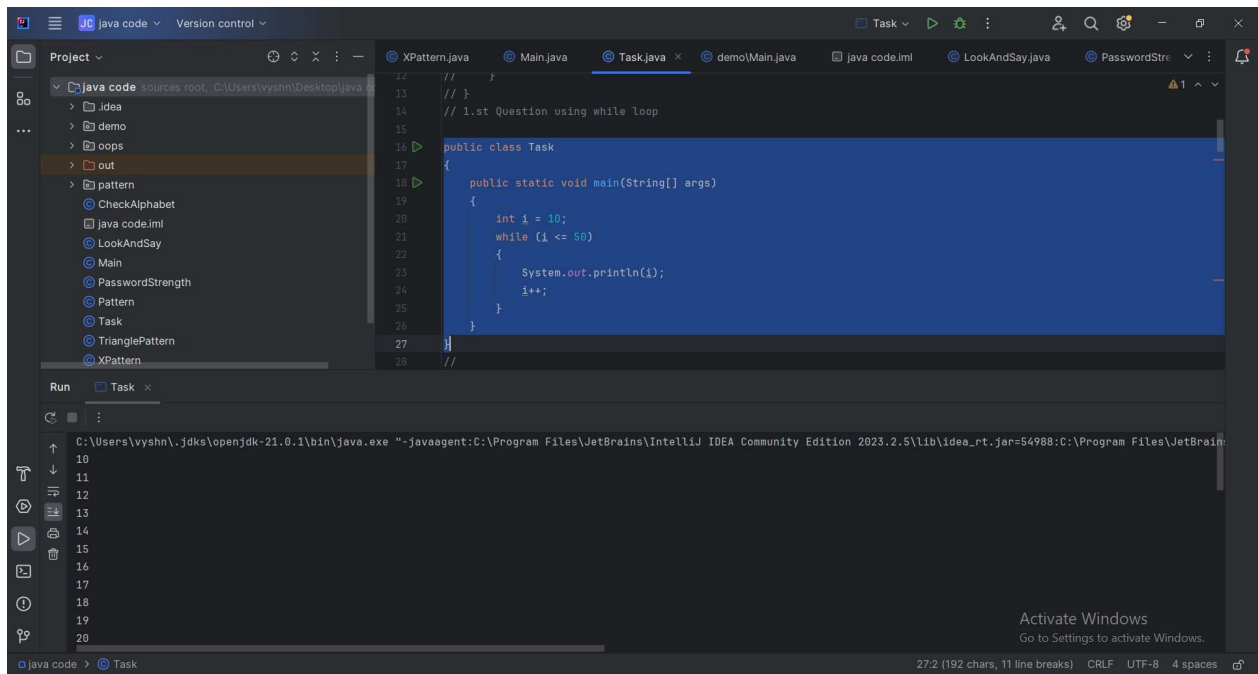 JC java code Version control Task
Project
XPattern.java Main.java Task.java demo\Main.java java code.iml LookAndSay.java PasswordStre
java code sources root, C:\Users\vyshn\Desktop\java co
.idea
demo
oops
out
pattern
CheckAlphabet
java code.iml
LookAndSay
Main
PasswordStrength
Pattern
Task
TrianglePattern
XPattern
1
12 // }
13 // }
14 // 1.st Question using while loop
15
16 public class Task
17 {
18 public static void main(String[] args)
19 {
20 int i = 10;
21 while (i <= 50)
22 {
23 System.out.println(i);
24 i++;
25 }
26 }
27 }
28 //
Run Task
C:\Users\vyshn\.jdks\openjdk-21.0.1\bin\java.exe "-javaagent:C:\Program Files\JetBrains\IntelliJ IDEA Community Edition 2023.2.5\lib\idea_rt.jar=54988:C:\Program Files\JetBrain
10
11
12
13
14
15
16
17
18
19
20
Activate Windows
Go to Settings to activate Windows.
java code > Task 27:2 (192 chars, 11 line breaks) CRLF UTF-8 4 spaces